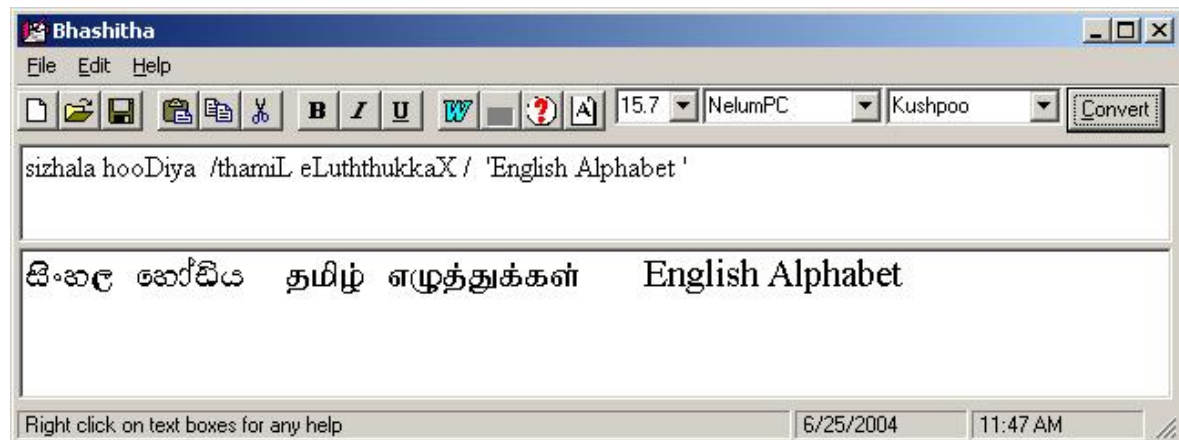 Bhashitha
File Edit Help
B I U W ? A 15.7 NelumPC Kushpoo Convert
sizhala hooDiya /thamiL eLuththukkaX / 'English Alphabet '
සිංහල හෝඩිය தமிழ் எழுத்துக்கள் English Alphabet
Right click on text boxes for any help 6/25/2004 11:47 AM